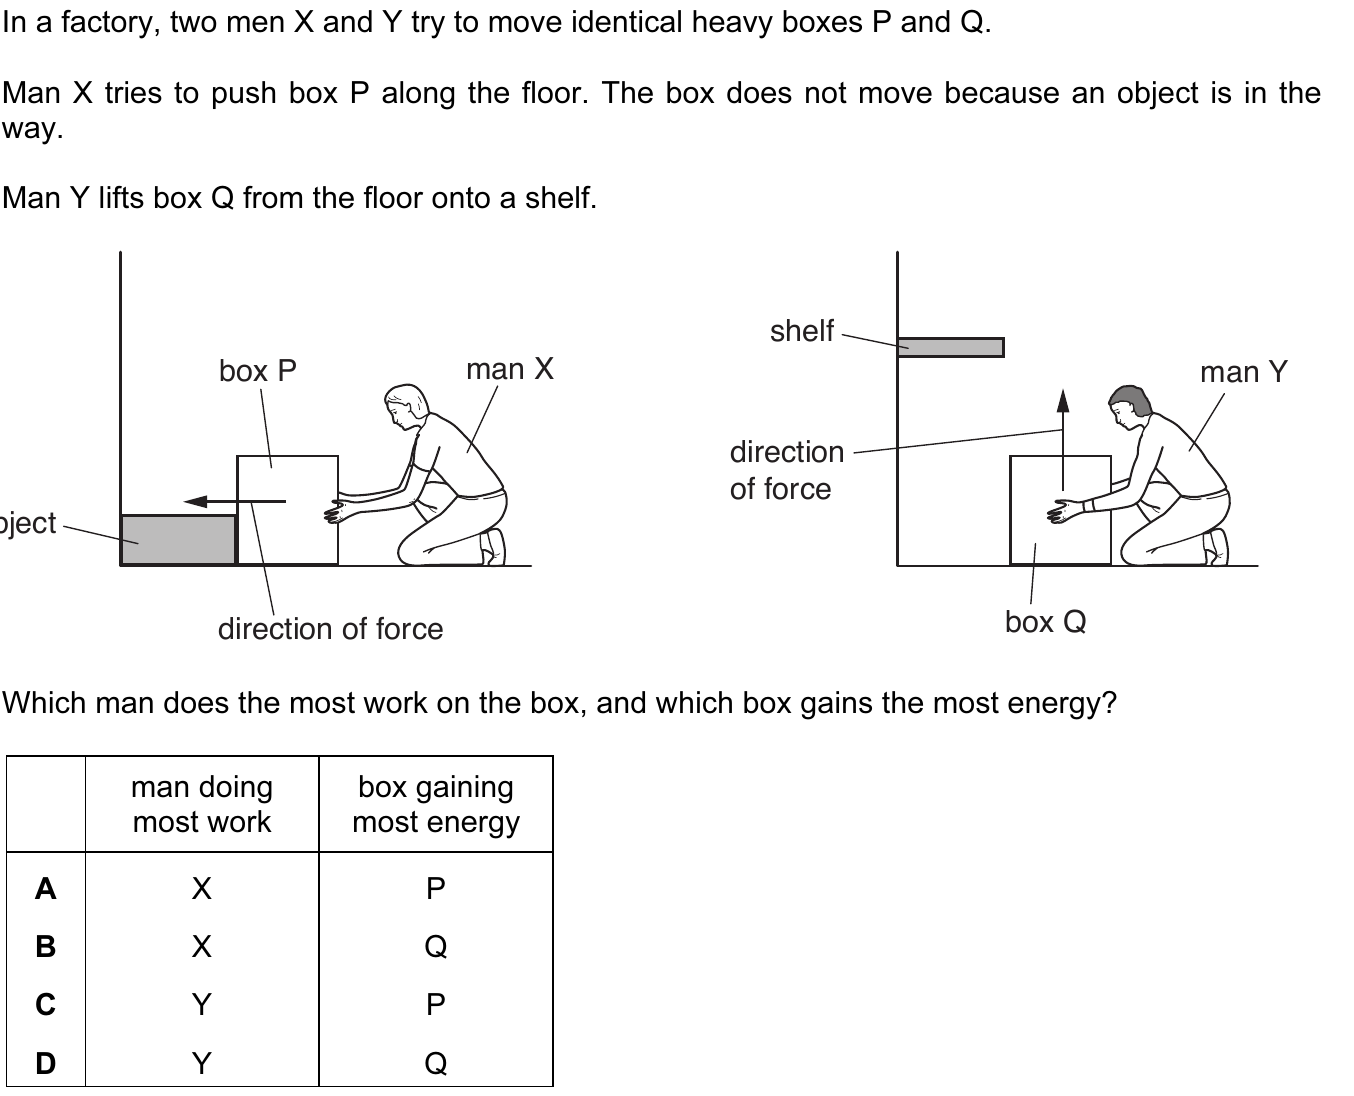 In a factory, two men X and Y try to move identical heavy boxes P and Q.
Man X tries to push box P along the floor. The box does not move because an object is in the
way.
Man Y lifts box Q from the floor onto a shelf.
box P
man X
bject
direction of force
shelf
man Y
direction
of force
box Q
Which man does the most work on the box, and which box gains the most energy?
man doing box gaining
most work most energy
A X P
B X Q
C Y P
D Y Q